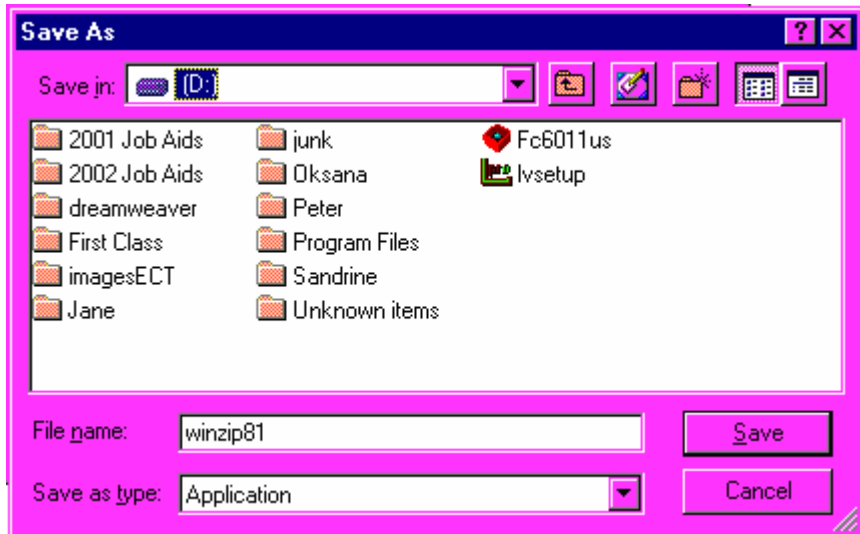 Save As
Save in: (D:)
2001 Job Aids
2002 Job Aids
dreamweaver
First Class
imagesECT
Jane
junk
Oksana
Peter
Program Files
Sandrine
Unknown items
Fc6011us
lvsetup
File name: winzip81
Save
Save as type: Application
Cancel